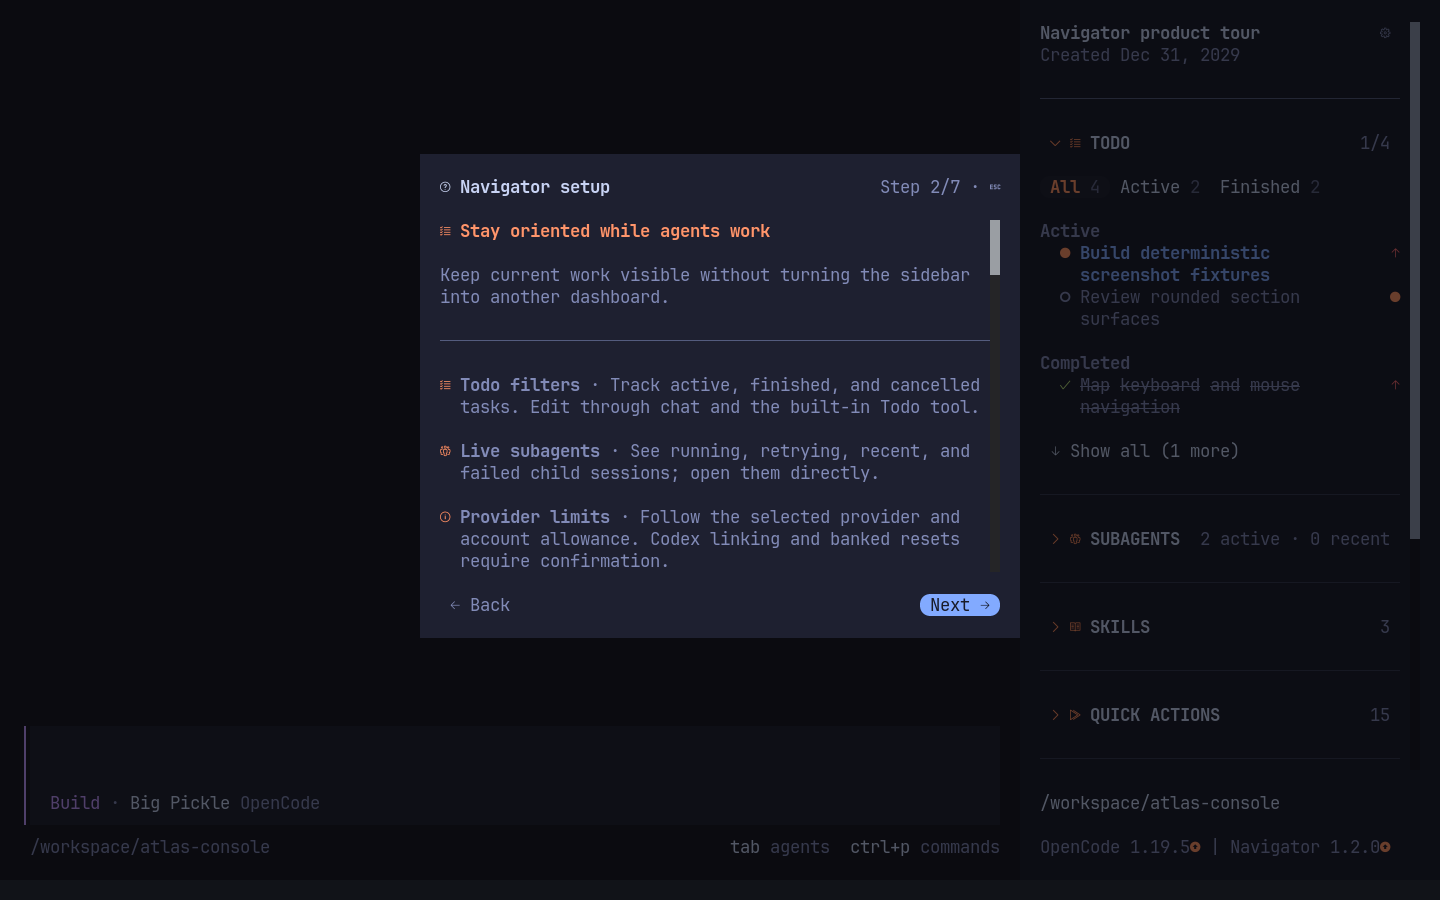 Navigator setup
Step 2/7 · ESC
Stay oriented while agents work
Keep current work visible without turning the sidebar
into another dashboard.
Todo filters · Track active, finished, and cancelled
tasks. Edit through chat and the built-in Todo tool.
Live subagents · See running, retrying, recent, and
failed child sessions; open them directly.
Provider limits · Follow the selected provider and
account allowance. Codex linking and banked resets
require confirmation.
← Back
Next →
Build · Big Pickle OpenCode
/workspace/atlas-console
tab agents ctrl+p commands
Navigator product tour
Created Dec 31, 2029
TODO 1/4
All 4 Active 2 Finished 2
Active
Build deterministic ↑
screenshot fixtures
Review rounded section
surfaces
Completed
Map keyboard and mouse ↑
navigation
↓ Show all (1 more)
SUBAGENTS 2 active · 0 recent
SKILLS 3
QUICK ACTIONS 15
/workspace/atlas-console
OpenCode 1.19.5 | Navigator 1.2.0